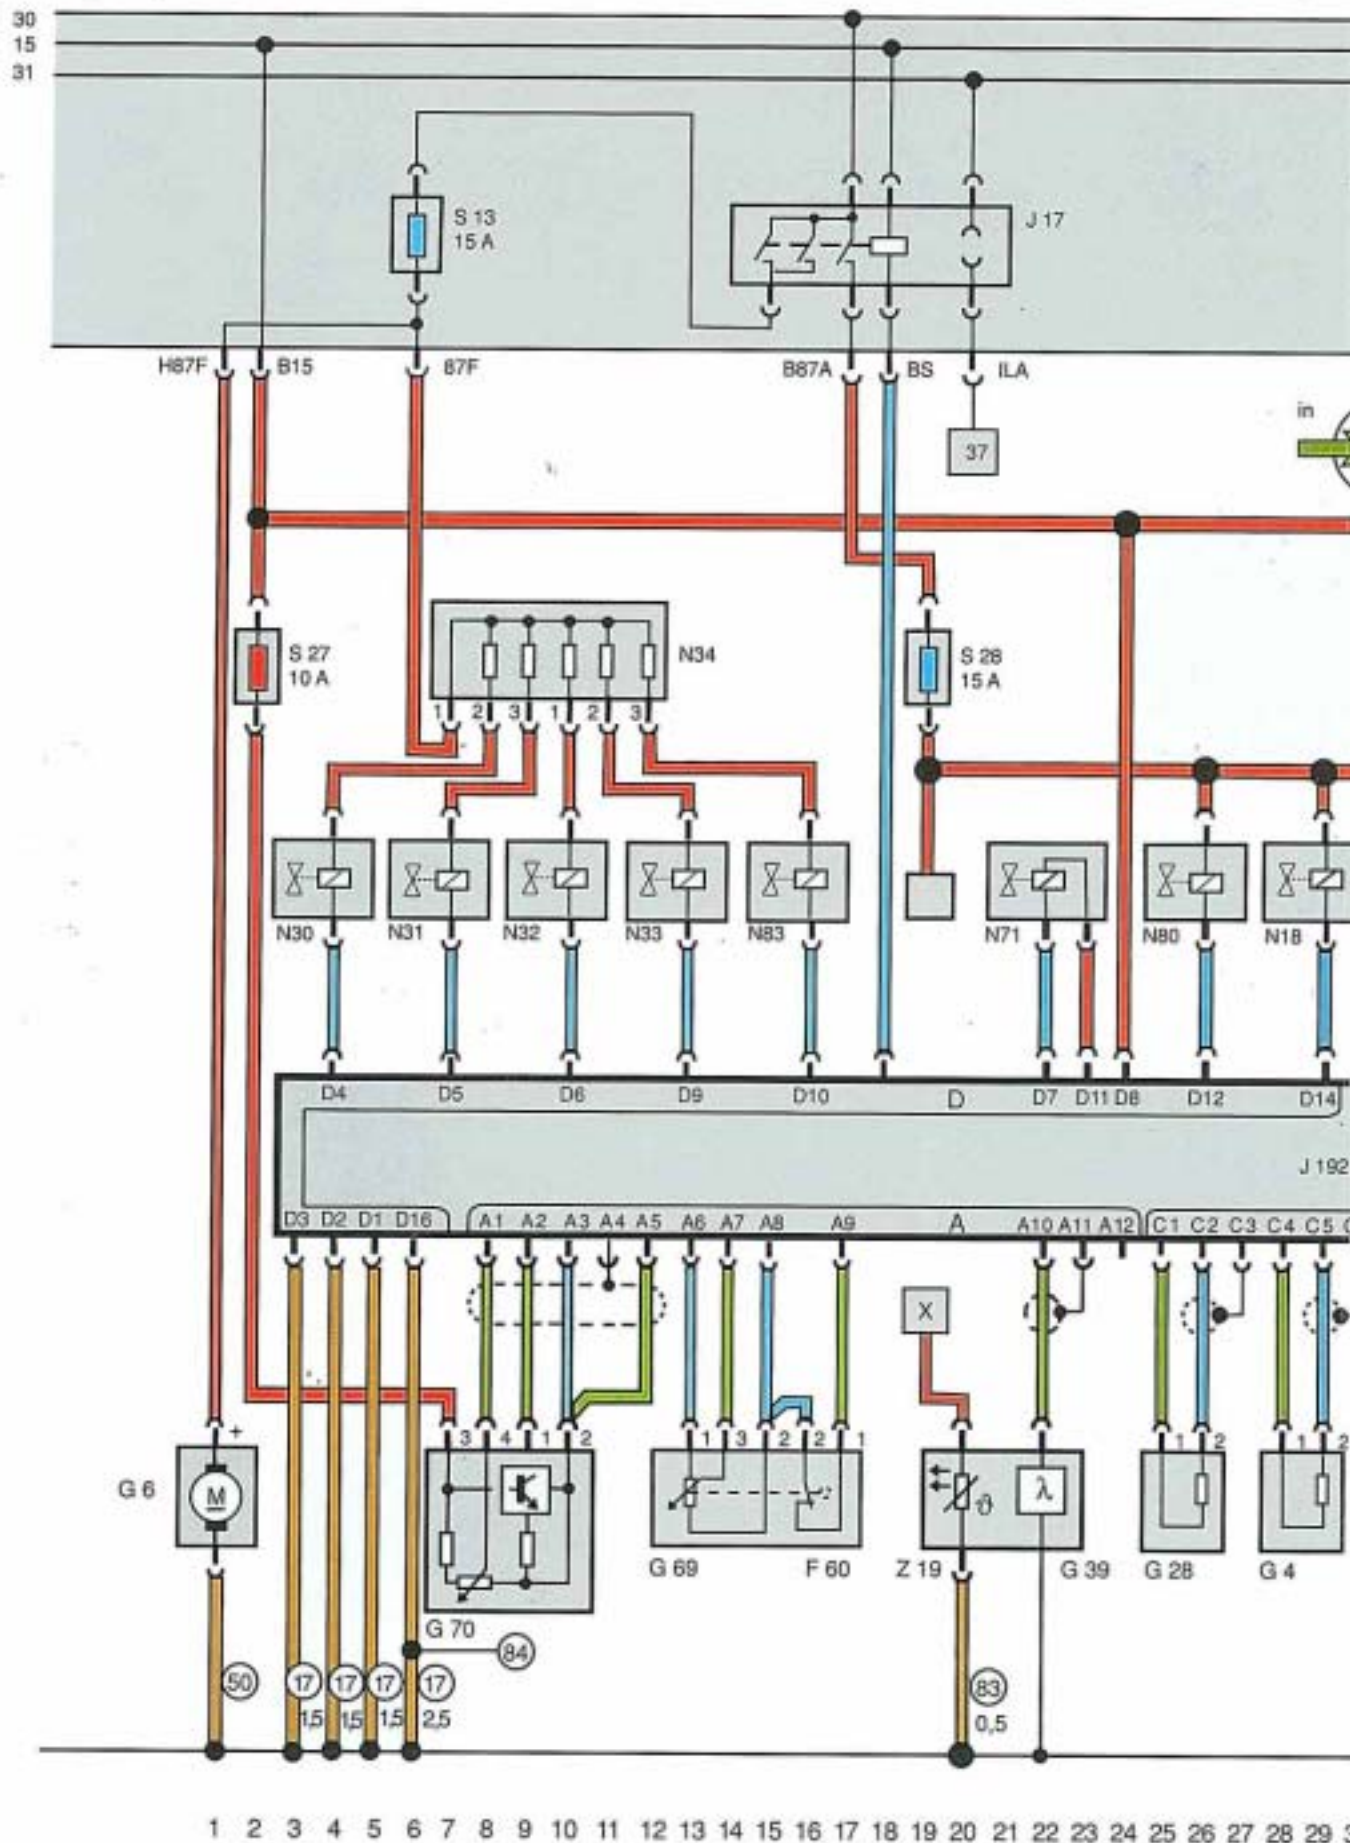 30
15
31
S 13
15 A
J 17
H87F B15 87F B87A BS ILA
in
37
S 27
10 A
N34
S 28
15 A
1 2 3 1 2 3
N30 N31 N32 N33 N83 N71 N80 N18
D4 D5 D6 D9 D10 D D7 D11 D8 D12 D14
J 192
D3 D2 D1 D16 A1 A2 A3 A4 A5 A6 A7 A8 A9 A A10 A11 A12 C1 C2 C3 C4 C5
X
+ 3 4 1 2 1 3 2 2 1 1 2 1 2
G 6 M λ
ϑ
G 69 F 60 Z 19 G 39 G 28 G 4
G 70
84
50 17 17 17 17 83
1,5 1,5 1,5 2,5 0,5
1 2 3 4 5 6 7 8 9 10 11 12 13 14 15 16 17 18 19 20 21 22 23 24 25 26 27 28 29